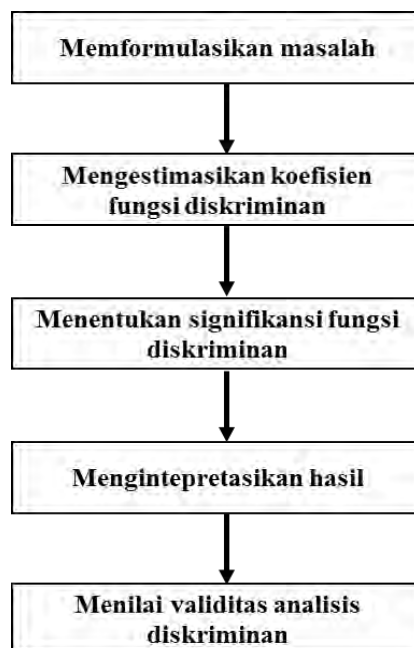 Memformulasikan masalah
Mengestimasikan koefisien
fungsi diskriminan
Menentukan signifikansi fungsi
diskriminan
Mengintepretasikan hasil
Menilai validitas analisis
diskriminan